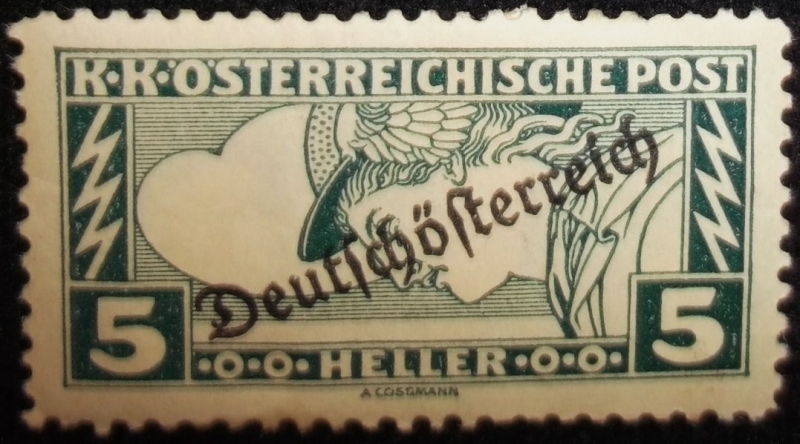 K·K·ÖSTERREICHISCHE POST
Deutſchöſterreich
5 ·O·O· HELLER ·O·O· 5
A COSSMANN